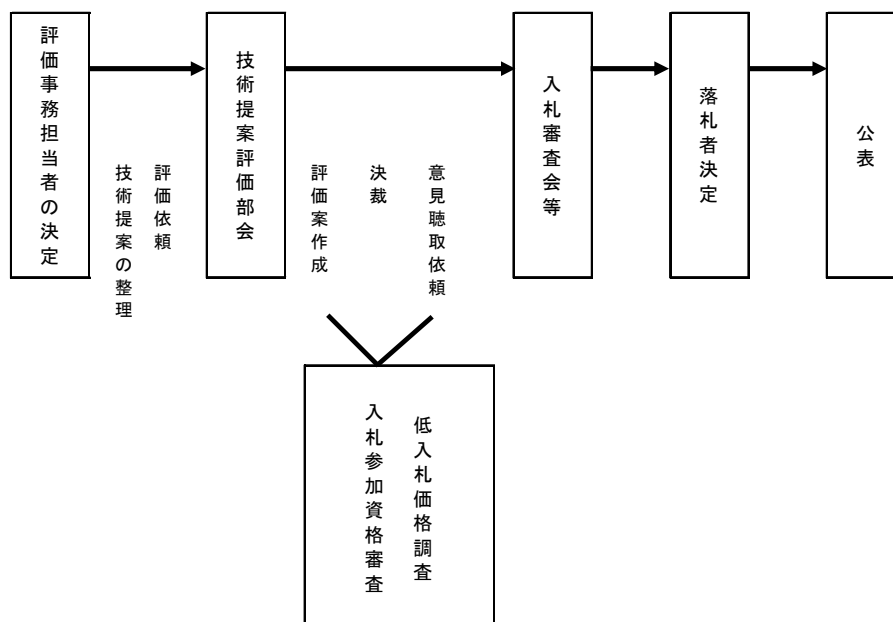 評価事務担当者の決定
技術提案の整理
評価依頼
技術提案評価部会
評価案作成
決裁
意見聴取依頼
入札審査会等
落札者決定
公表
入札参加資格審査
低入札価格調査